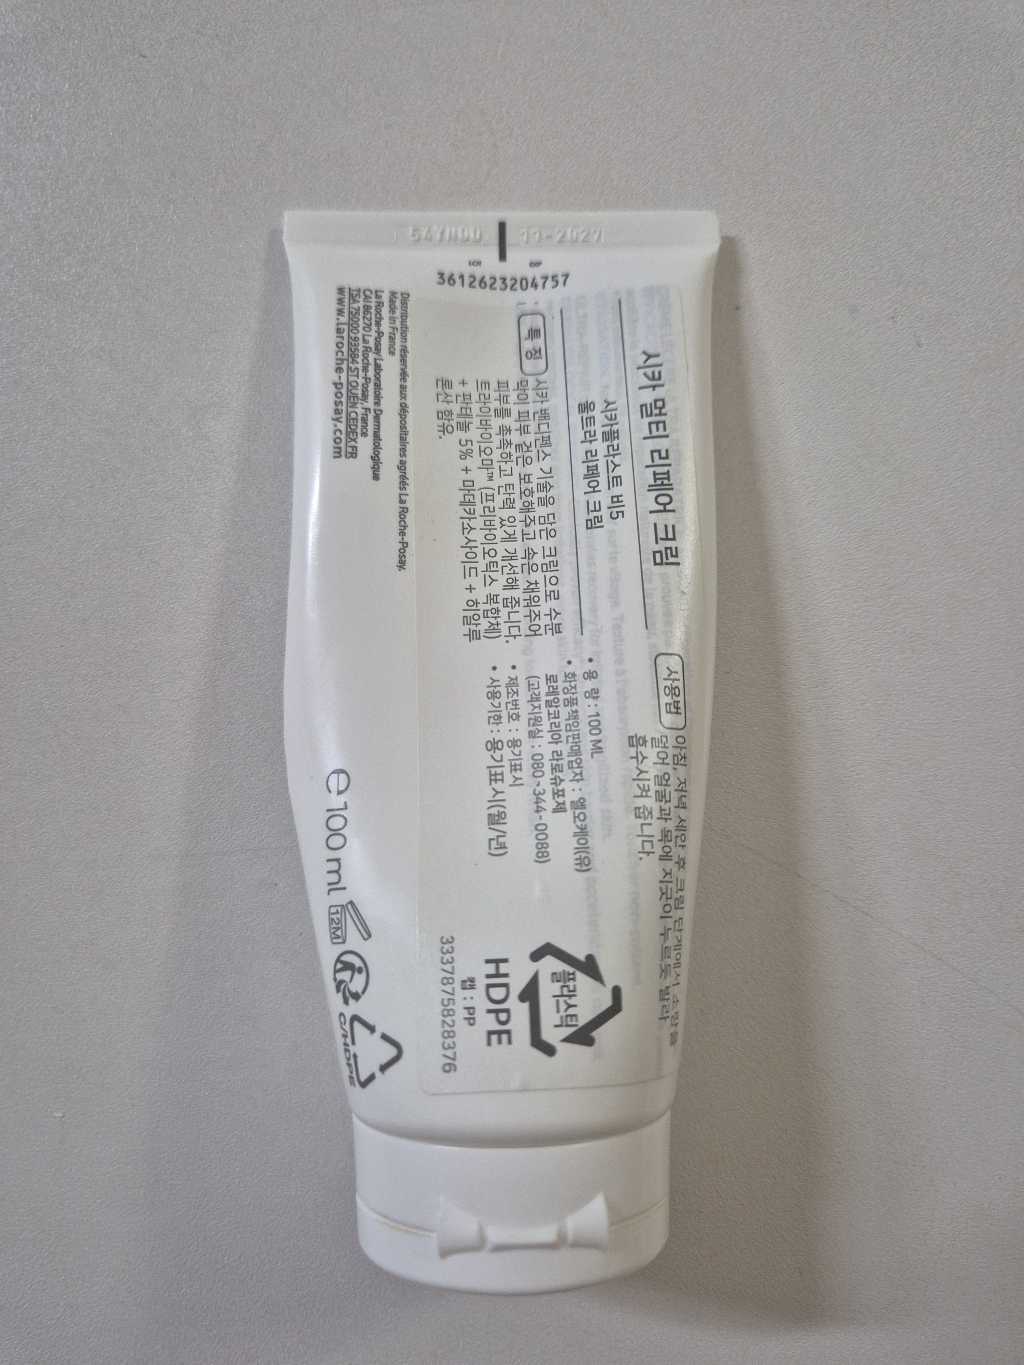 54YN00 11-2027
LOT EXP
3612623204757
시카 멀티 리페어 크림
시카플라스트 비5
울트라 리페어 크림
특 징
시카 밴디페스 기술을 담은 크림으로 수분
막이 피부 겉은 보호해주고 속은 채워주어
피부를 촉촉하고 탄력 있게 개선해 줍니다.
트라이바이오마™ (프리바이오틱스 복합체)
+ 판테놀 5% + 마데카소사이드 + 히알루
론산 함유.
사용법
아침, 저녁 세안 후 크림 단계에서 소량을
덜어 얼굴과 목에 지긋이 누르듯 발라
흡수시켜 줍니다.
• 용 량 : 100 ML
• 화장품책임판매업자 : 엘오케이(유)
로레알코리아 라로슈포제
(고객지원실 : 080-344-0088)
• 제조번호 : 용기표시
• 사용기한 : 용기표시(월/년)
플라스틱
HDPE
캡 : PP
3337875828376
Distribution réservée aux dépositaires agréés La Roche-Posay.
Made in France
La Roche-Posay Laboratoire Dermatologique
CAI 86270 La Roche-Posay, France
TSA 75000 93584 ST OUEN CEDEX FR
www.laroche-posay.com
e 100 ml
12M
C/HDPE